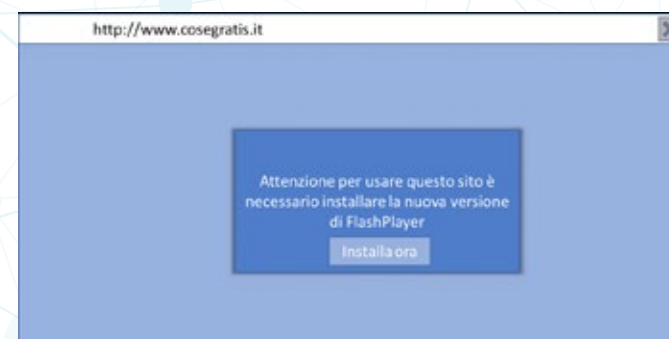 http://www.cosegratis.it
Attenzione per usare questo sito è
necessario installare la nuova versione
di FlashPlayer
Installa ora